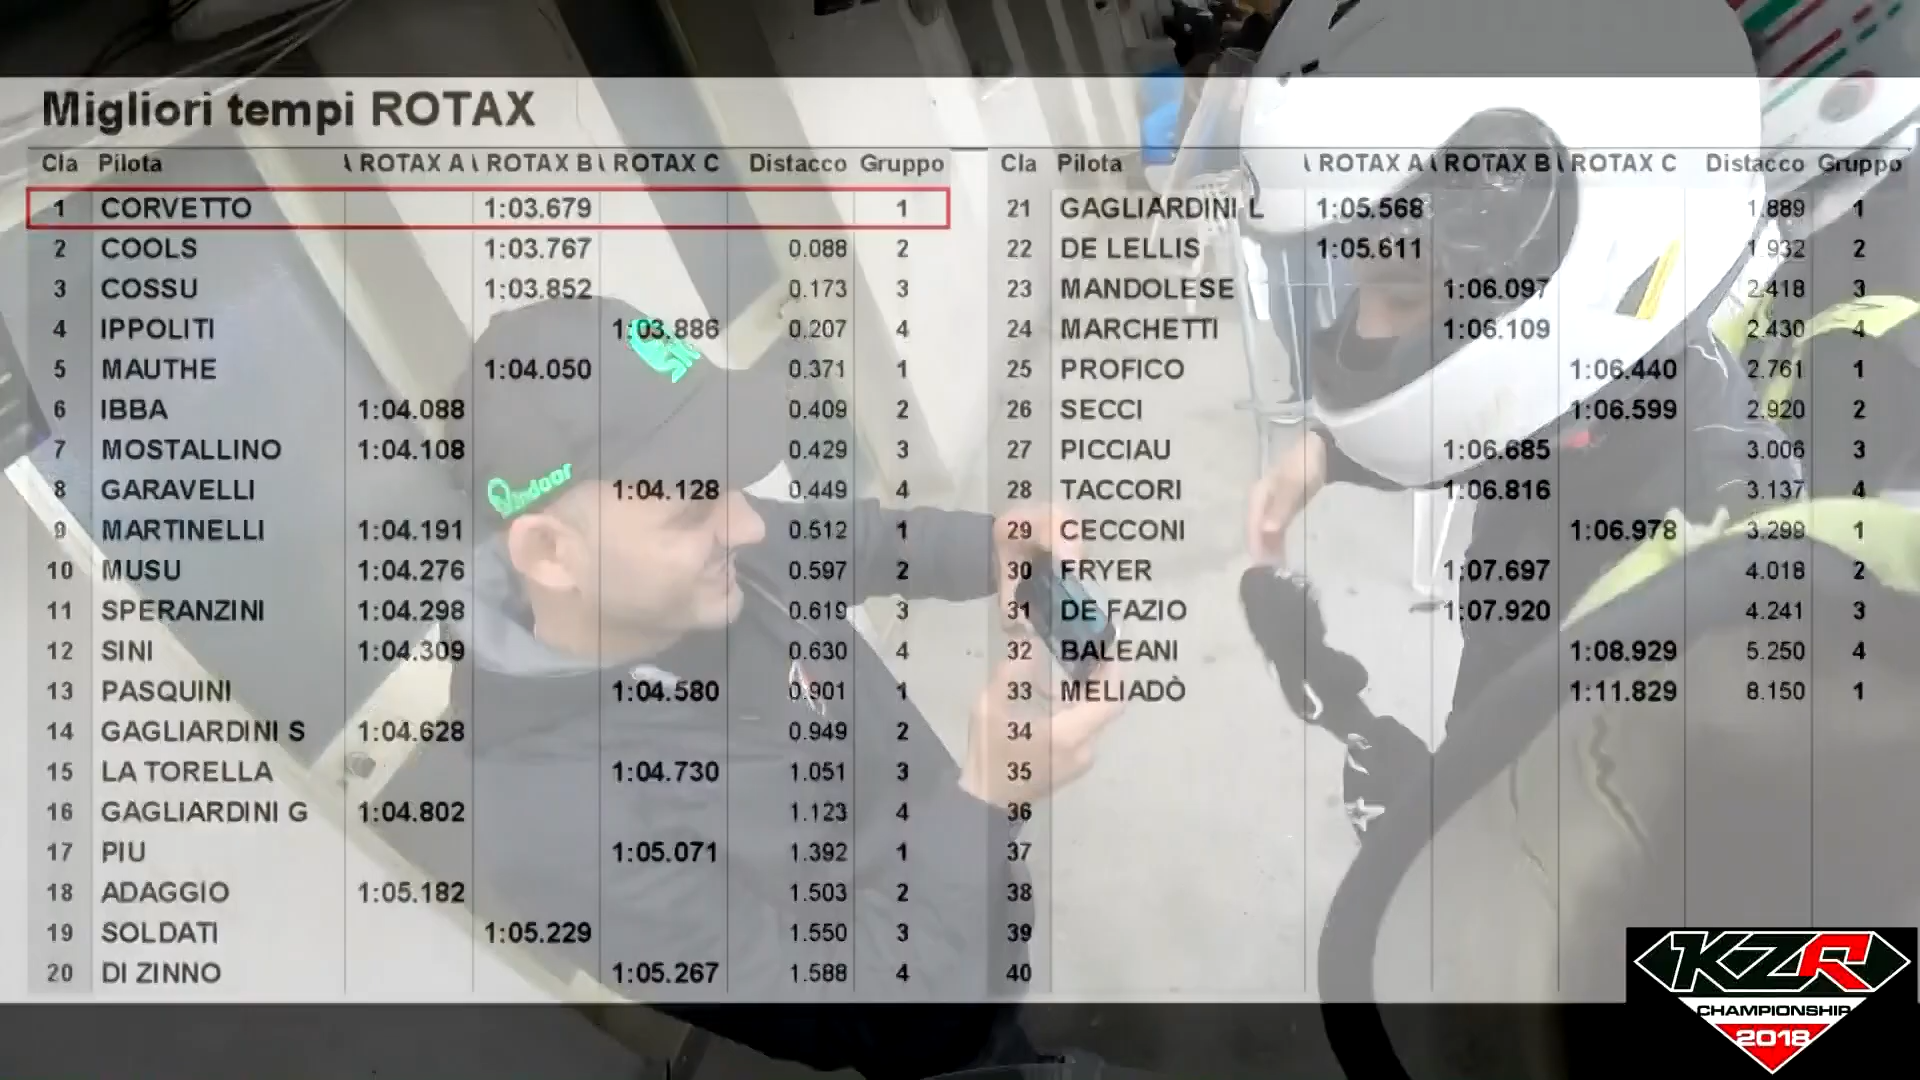 Migliori tempi ROTAX
Cla Pilota ROTAX A ROTAX B ROTAX C Distacco Gruppo
1 CORVETTO 1:03.679 1
2 COOLS 1:03.767 0.088 2
3 COSSU 1:03.852 0.173 3
4 IPPOLITI 1:03.886 0.207 4
5 MAUTHE 1:04.050 0.371 1
6 IBBA 1:04.088 0.409 2
7 MOSTALLINO 1:04.108 0.429 3
8 GARAVELLI 1:04.128 0.449 4
9 MARTINELLI 1:04.191 0.512 1
10 MUSU 1:04.276 0.597 2
11 SPERANZINI 1:04.298 0.619 3
12 SINI 1:04.309 0.630 4
13 PASQUINI 1:04.580 0.901 1
14 GAGLIARDINI S 1:04.628 0.949 2
15 LA TORELLA 1:04.730 1.051 3
16 GAGLIARDINI G 1:04.802 1.123 4
17 PIU 1:05.071 1.392 1
18 ADAGGIO 1:05.182 1.503 2
19 SOLDATI 1:05.229 1.550 3
20 DI ZINNO 1:05.267 1.588 4
Cla Pilota ROTAX A ROTAX B ROTAX C Distacco Gruppo
21 GAGLIARDINI L 1:05.568 1.889 1
22 DE LELLIS 1:05.611 1.932 2
23 MANDOLESE 1:06.097 2.418 3
24 MARCHETTI 1:06.109 2.430 4
25 PROFICO 1:06.440 2.761 1
26 SECCI 1:06.599 2.920 2
27 PICCIAU 1:06.685 3.006 3
28 TACCORI 1:06.816 3.137 4
29 CECCONI 1:06.978 3.299 1
30 FRYER 1:07.697 4.018 2
31 DE FAZIO 1:07.920 4.241 3
32 BALEANI 1:08.929 5.250 4
33 MELIADÒ 1:11.829 8.150 1
34
35
36
37
38
39
40
indoor
KZR
CHAMPIONSHIP
2018